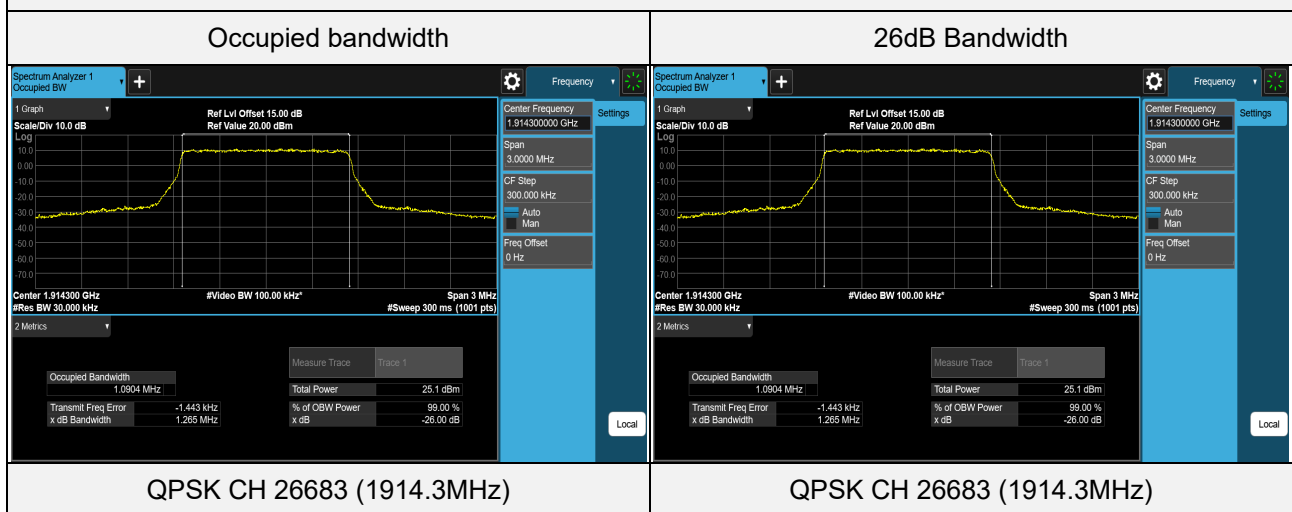 Occupied bandwidth
26dB Bandwidth
Spectrum Analyzer 1
Occupied BW
Frequency
1 Graph
Scale/Div 10.0 dB
Ref Lvl Offset 15.00 dB
Ref Value 20.00 dBm
Log
10.0
0.00
-10.0
-20.0
-30.0
-40.0
-50.0
-60.0
-70.0
Center 1.914300 GHz
#Res BW 30.000 kHz
#Video BW 100.00 kHz*
Span 3 MHz
#Sweep 300 ms (1001 pts)
Center Frequency
1.914300000 GHz
Settings
Span
3.0000 MHz
CF Step
300.000 kHz
Auto
Man
Freq Offset
0 Hz
2 Metrics
Measure Trace Trace 1
Occupied Bandwidth
1.0904 MHz
Total Power 25.1 dBm
Transmit Freq Error -1.443 kHz
% of OBW Power 99.00 %
x dB Bandwidth 1.265 MHz
x dB -26.00 dB
Local
Spectrum Analyzer 1
Occupied BW
Frequency
1 Graph
Scale/Div 10.0 dB
Ref Lvl Offset 15.00 dB
Ref Value 20.00 dBm
Log
10.0
0.00
-10.0
-20.0
-30.0
-40.0
-50.0
-60.0
-70.0
Center 1.914300 GHz
#Res BW 30.000 kHz
#Video BW 100.00 kHz*
Span 3 MHz
#Sweep 300 ms (1001 pts)
Center Frequency
1.914300000 GHz
Settings
Span
3.0000 MHz
CF Step
300.000 kHz
Auto
Man
Freq Offset
0 Hz
2 Metrics
Measure Trace Trace 1
Occupied Bandwidth
1.0904 MHz
Total Power 25.1 dBm
Transmit Freq Error -1.443 kHz
% of OBW Power 99.00 %
x dB Bandwidth 1.265 MHz
x dB -26.00 dB
Local
QPSK CH 26683 (1914.3MHz)
QPSK CH 26683 (1914.3MHz)